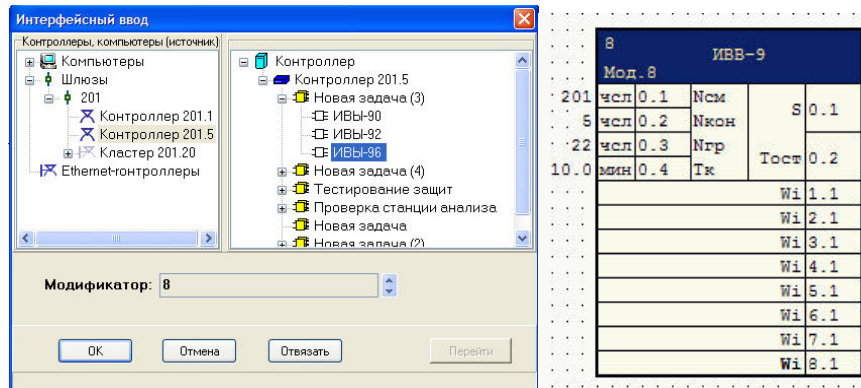 Интерфейсный ввод
Контроллеры, компьютеры (источник)
Компьютеры
Шлюзы
201
Контроллер 201.1
Контроллер 201.5
Кластер 201.20
Ethernet-контроллеры
Контроллер
Контроллер 201.5
Новая задача (3)
ИВЫ-90
ИВЫ-92
ИВЫ-96
Новая задача (4)
Тестирование защит
Проверка станции анализа
Новая задача
Новая задача (2)
Модификатор: 8
OK Отмена Отвязать Перейти
8
ИВВ-9
Мод.8
201 чсл 0.1 Nсм
S 0.1
5 чсл 0.2 Nкон
22 чсл 0.3 Nгр
Тост 0.2
10.0 мин 0.4 Тк
Wi 1.1
Wi 2.1
Wi 3.1
Wi 4.1
Wi 5.1
Wi 6.1
Wi 7.1
Wi 8.1